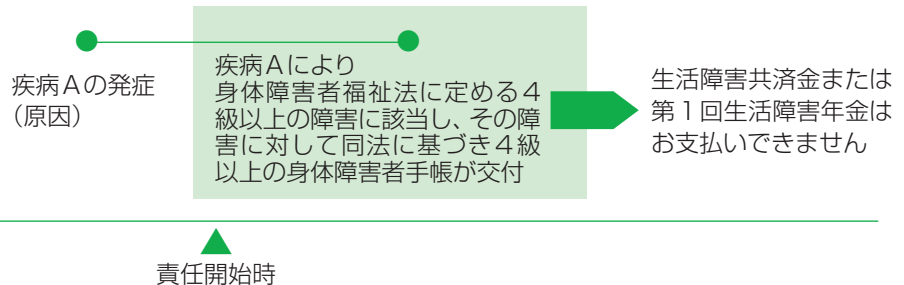 疾病Aの発症
（原因）
疾病Aにより
身体障害者福祉法に定める４
級以上の障害に該当し、その障
害に対して同法に基づき４級
以上の身体障害者手帳が交付
生活障害共済金または
第１回生活障害年金は
お支払いできません
責任開始時